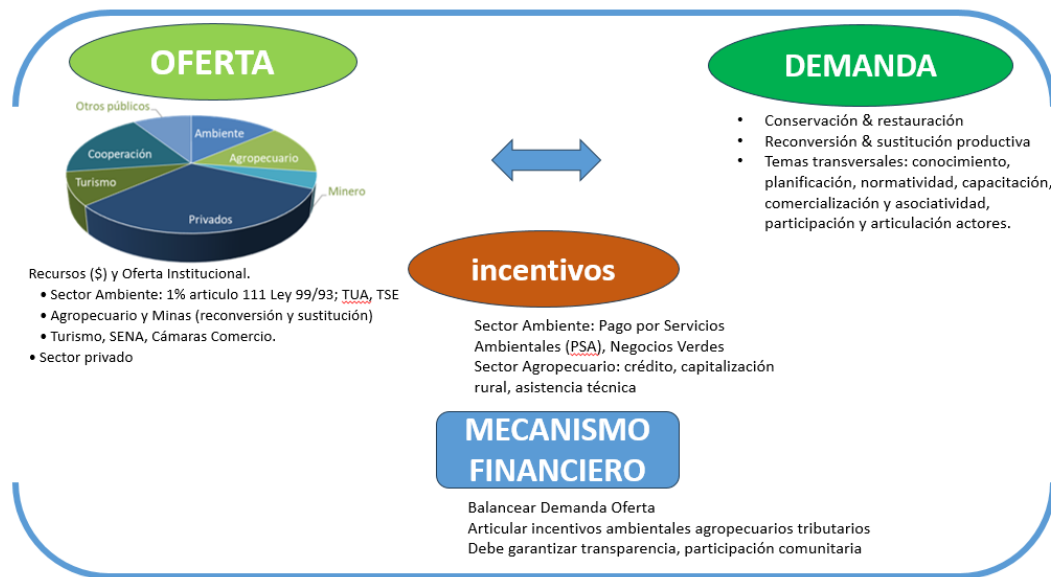 OFERTA
Otros públicos
Ambiente
Cooperación
Agropecuario
Turismo
Minero
Privados
Recursos ($) y Oferta Institucional.
• Sector Ambiente: 1% articulo 111 Ley 99/93; TUA, TSE
• Agropecuario y Minas (reconversión y sustitución)
• Turismo, SENA, Cámaras Comercio.
• Sector privado
DEMANDA
• Conservación & restauración
• Reconversión & sustitución productiva
• Temas transversales: conocimiento,
planificación, normatividad, capacitación,
comercialización y asociatividad,
participación y articulación actores.
incentivos
Sector Ambiente: Pago por Servicios
Ambientales (PSA), Negocios Verdes
Sector Agropecuario: crédito, capitalización
rural, asistencia técnica
MECANISMO
FINANCIERO
Balancear Demanda Oferta
Articular incentivos ambientales agropecuarios tributarios
Debe garantizar transparencia, participación comunitaria